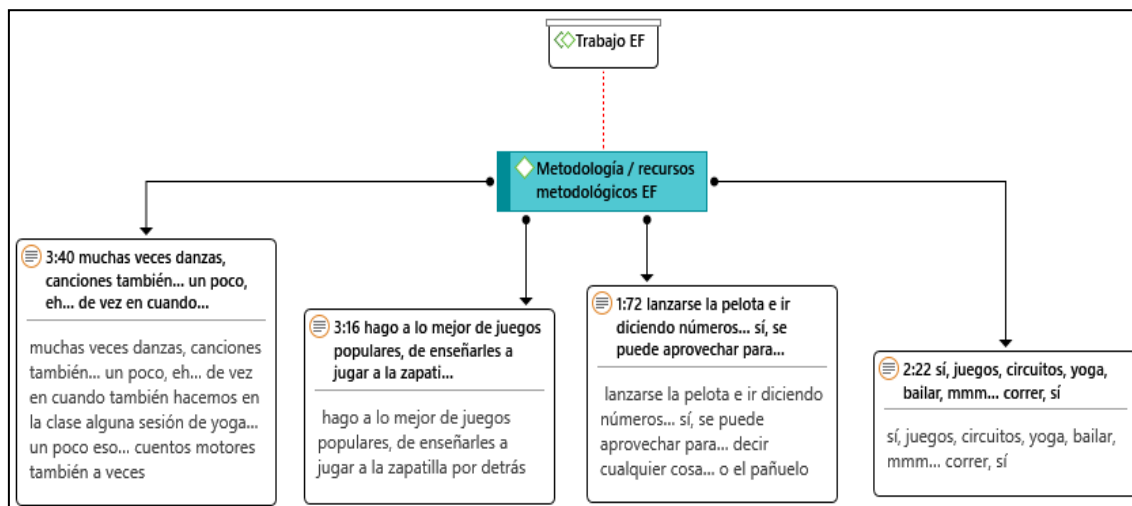 Trabajo EF
Metodología / recursos
metodológicos EF
3:40 muchas veces danzas,
canciones también... un poco,
eh... de vez en cuando...
muchas veces danzas, canciones
también... un poco, eh... de vez
en cuando también hacemos en
la clase alguna sesión de yoga...
un poco eso... cuentos motores
también a veces
3:16 hago a lo mejor de juegos
populares, de enseñarles a
jugar a la zapati...
hago a lo mejor de juegos
populares, de enseñarles a
jugar a la zapatilla por detrás
1:72 lanzarse la pelota e ir
diciendo números... sí, se
puede aprovechar para...
lanzarse la pelota e ir diciendo
números... sí, se puede
aprovechar para... decir
cualquier cosa... o el pañuelo
2:22 sí, juegos, circuitos, yoga,
bailar, mmm... correr, sí
sí, juegos, circuitos, yoga, bailar,
mmm... correr, sí